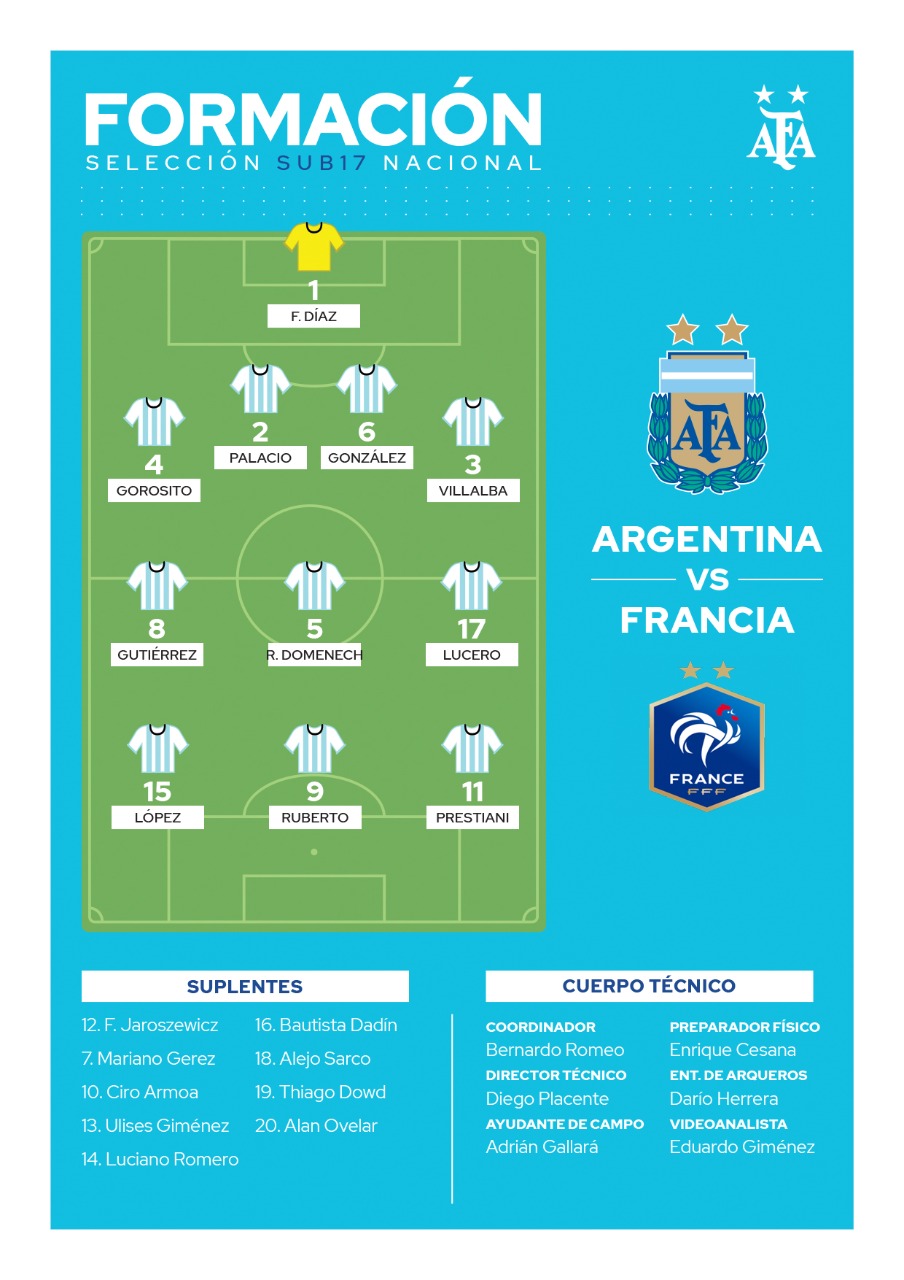 FORMACIÓN
SELECCIÓN SUB17 NACIONAL
AFA
1
F. DÍAZ
2
PALACIO
6
GONZÁLEZ
4
GOROSITO
3
VILLALBA
8
GUTIÉRREZ
5
R. DOMENECH
17
LUCERO
15
LÓPEZ
9
RUBERTO
11
PRESTIANI
AFA
ARGENTINA
VS
FRANCIA
FRANCE
FFF
SUPLENTES
12. F. Jaroszewicz
7. Mariano Gerez
10. Ciro Armoa
13. Ulises Giménez
14. Luciano Romero
16. Bautista Dadín
18. Alejo Sarco
19. Thiago Dowd
20. Alan Ovelar
CUERPO TÉCNICO
COORDINADOR
Bernardo Romeo
DIRECTOR TÉCNICO
Diego Placente
AYUDANTE DE CAMPO
Adrián Gallará
PREPARADOR FÍSICO
Enrique Cesana
ENT. DE ARQUEROS
Darío Herrera
VIDEOANALISTA
Eduardo Giménez